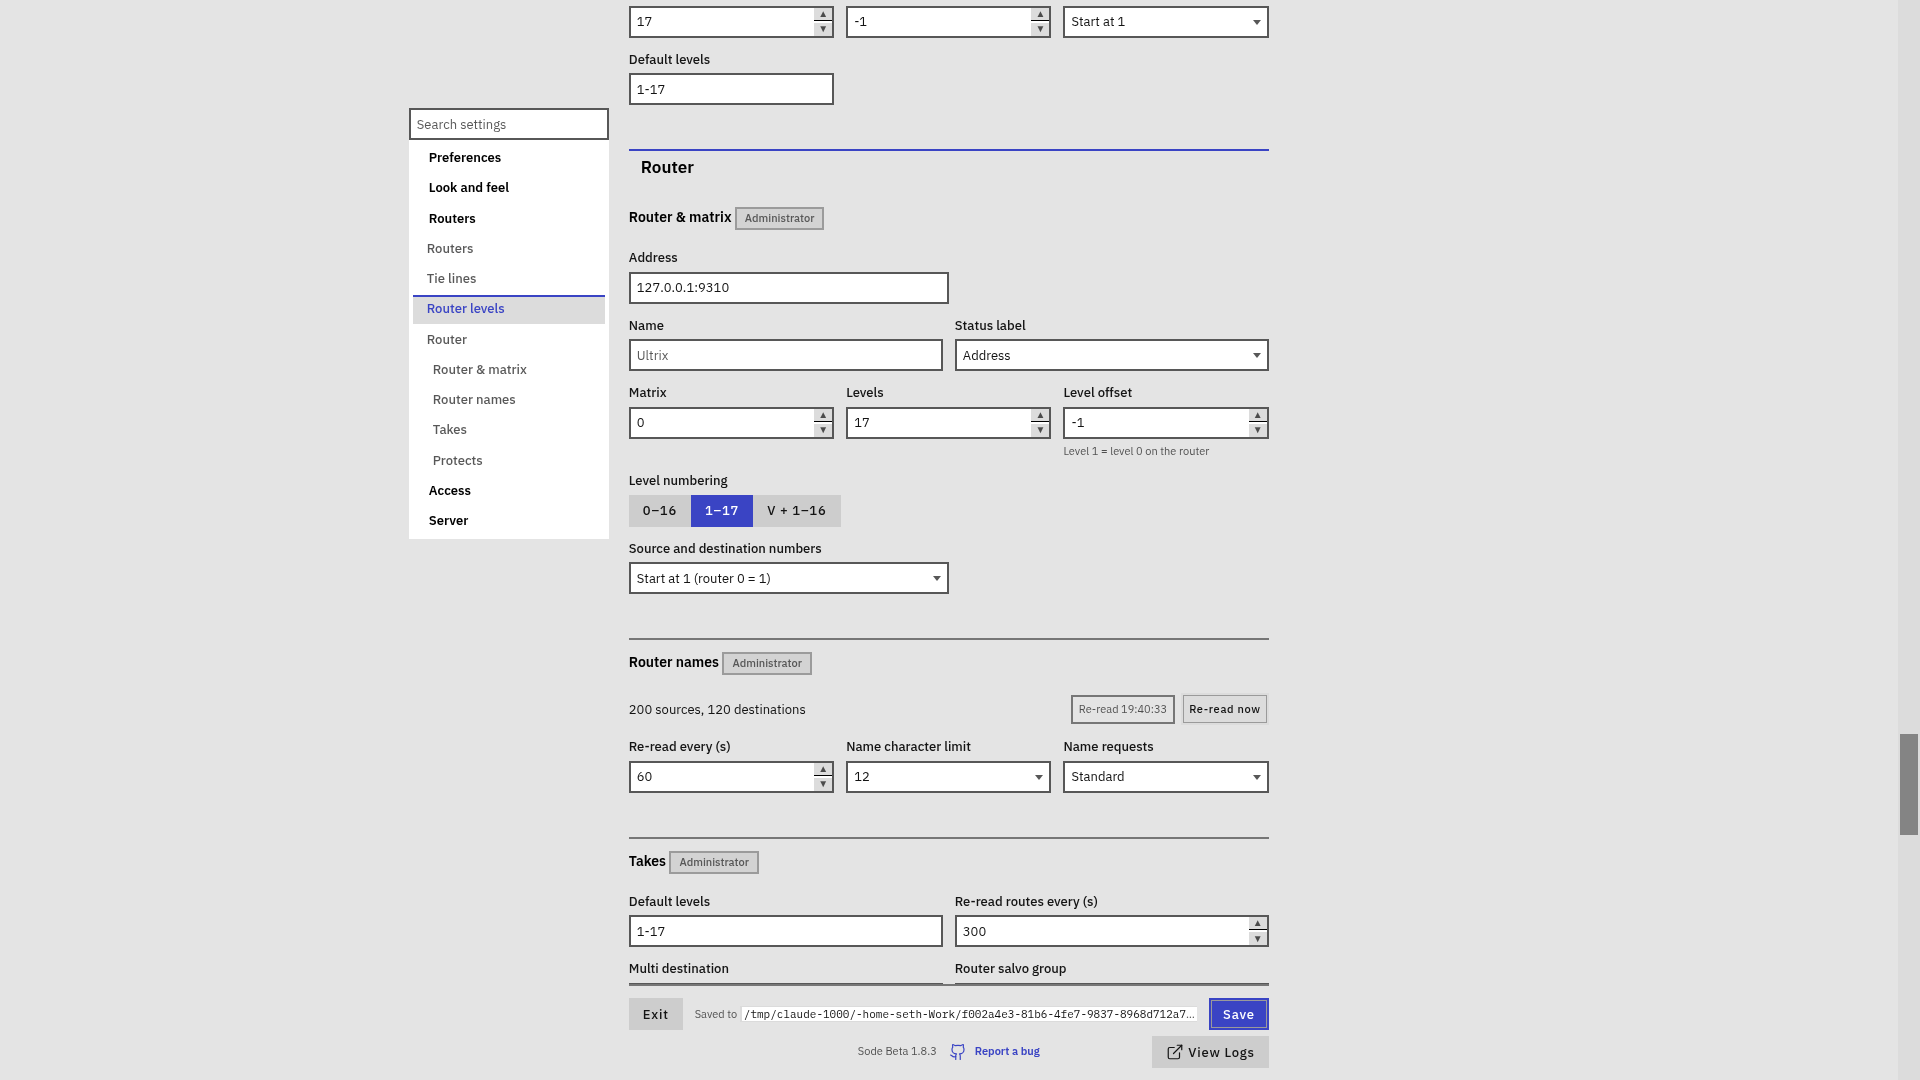 17
-1
Start at 1
Default levels
1-17
Search settings
Preferences
Look and feel
Routers
Routers
Tie lines
Router levels
Router
Router & matrix
Router names
Takes
Protects
Access
Server
Router
Router & matrix Administrator
Address
127.0.0.1:9310
Name
Status label
Ultrix
Address
Matrix
Levels
Level offset
0
17
-1
Level 1 = level 0 on the router
Level numbering
0–16 1–17 V + 1–16
Source and destination numbers
Start at 1 (router 0 = 1)
Router names Administrator
200 sources, 120 destinations
Re-read 19:40:33
Re-read now
Re-read every (s)
Name character limit
Name requests
60
12
Standard
Takes Administrator
Default levels
Re-read routes every (s)
1-17
300
Multi destination
Router salvo group
Exit
Saved to /tmp/claude-1000/-home-seth-Work/f002a4e3-81b6-4fe7-9837-8968d712a7…
Save
Sode Beta 1.8.3
Report a bug
View Logs